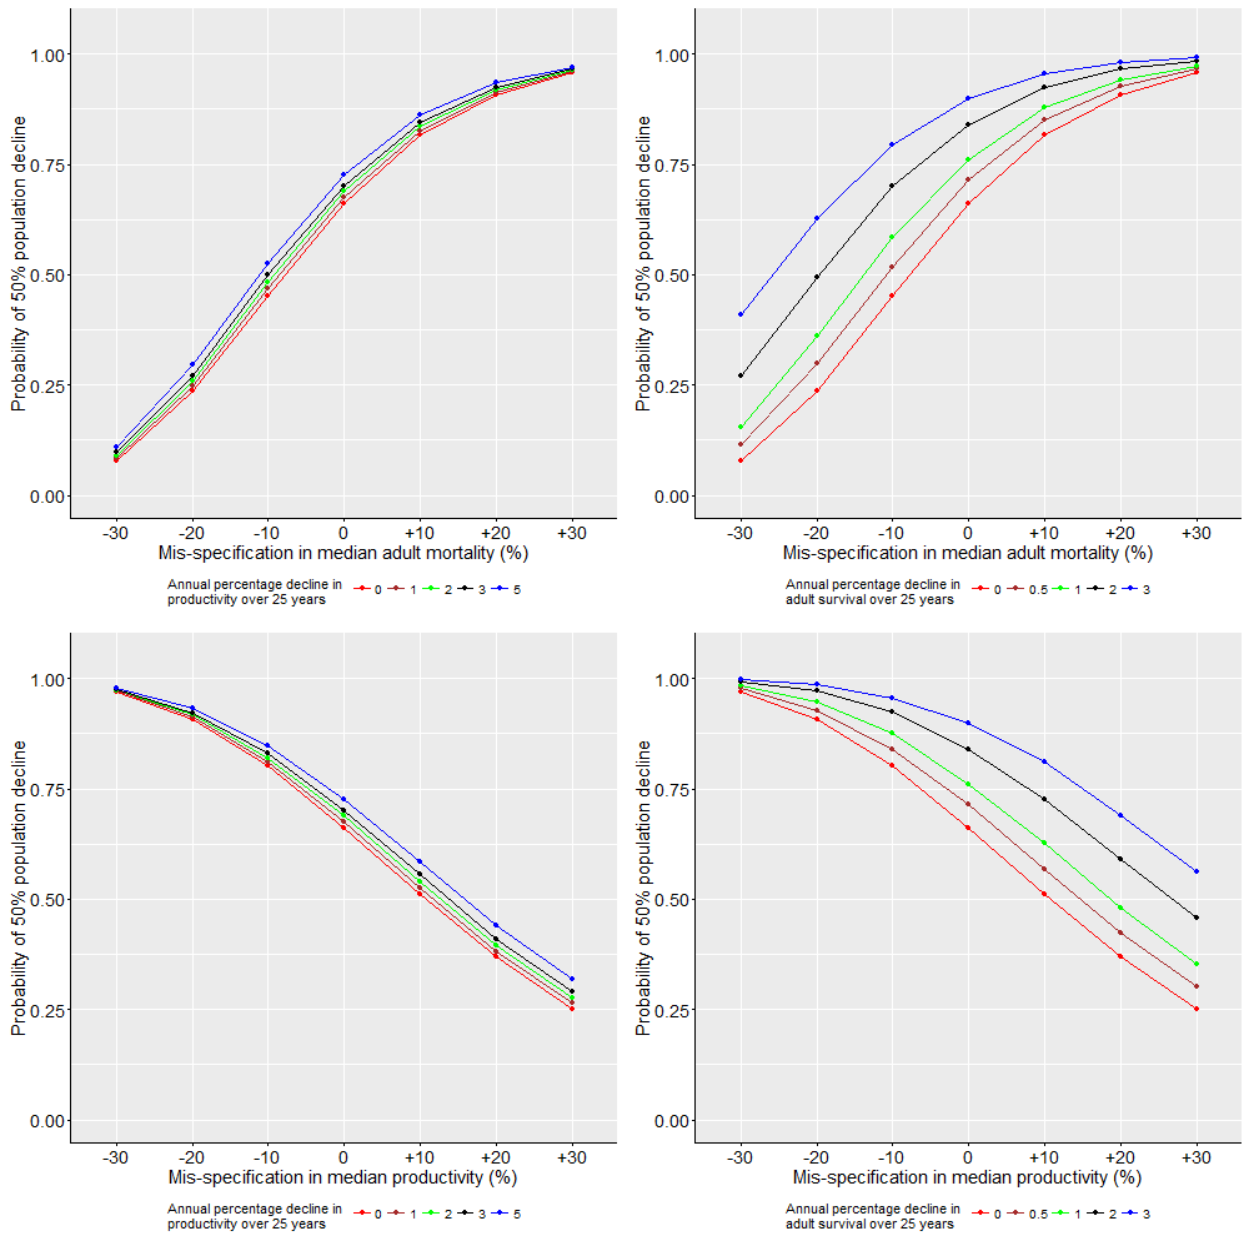 Probability of 50% population decline
1.00
0.75
0.50
0.25
0.00
-30 -20 -10 0 +10 +20 +30
Mis-specification in median adult mortality (%)
Annual percentage decline in
productivity over 25 years
0 1 2 3 5
Probability of 50% population decline
1.00
0.75
0.50
0.25
0.00
-30 -20 -10 0 +10 +20 +30
Mis-specification in median adult mortality (%)
Annual percentage decline in
adult survival over 25 years
0 0.5 1 2 3
Probability of 50% population decline
1.00
0.75
0.50
0.25
0.00
-30 -20 -10 0 +10 +20 +30
Mis-specification in median productivity (%)
Annual percentage decline in
productivity over 25 years
0 1 2 3 5
Probability of 50% population decline
1.00
0.75
0.50
0.25
0.00
-30 -20 -10 0 +10 +20 +30
Mis-specification in median productivity (%)
Annual percentage decline in
adult survival over 25 years
0 0.5 1 2 3